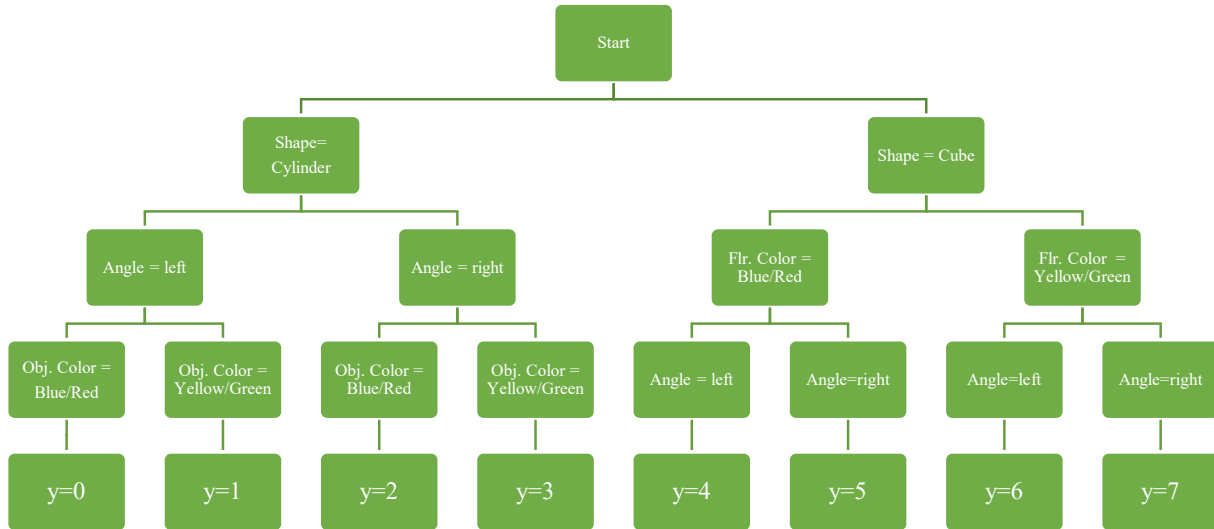 Start
Shape=
Cylinder
Shape = Cube
Angle = left
Angle = right
Flr. Color =
Blue/Red
Flr. Color  =
Yellow/Green
Obj. Color =
Blue/Red
Obj. Color =
Yellow/Green
Obj. Color =
Blue/Red
Obj. Color =
Yellow/Green
Angle = left
Angle=right
Angle=left
Angle=right
y=0
y=1
y=2
y=3
y=4
y=5
y=6
y=7